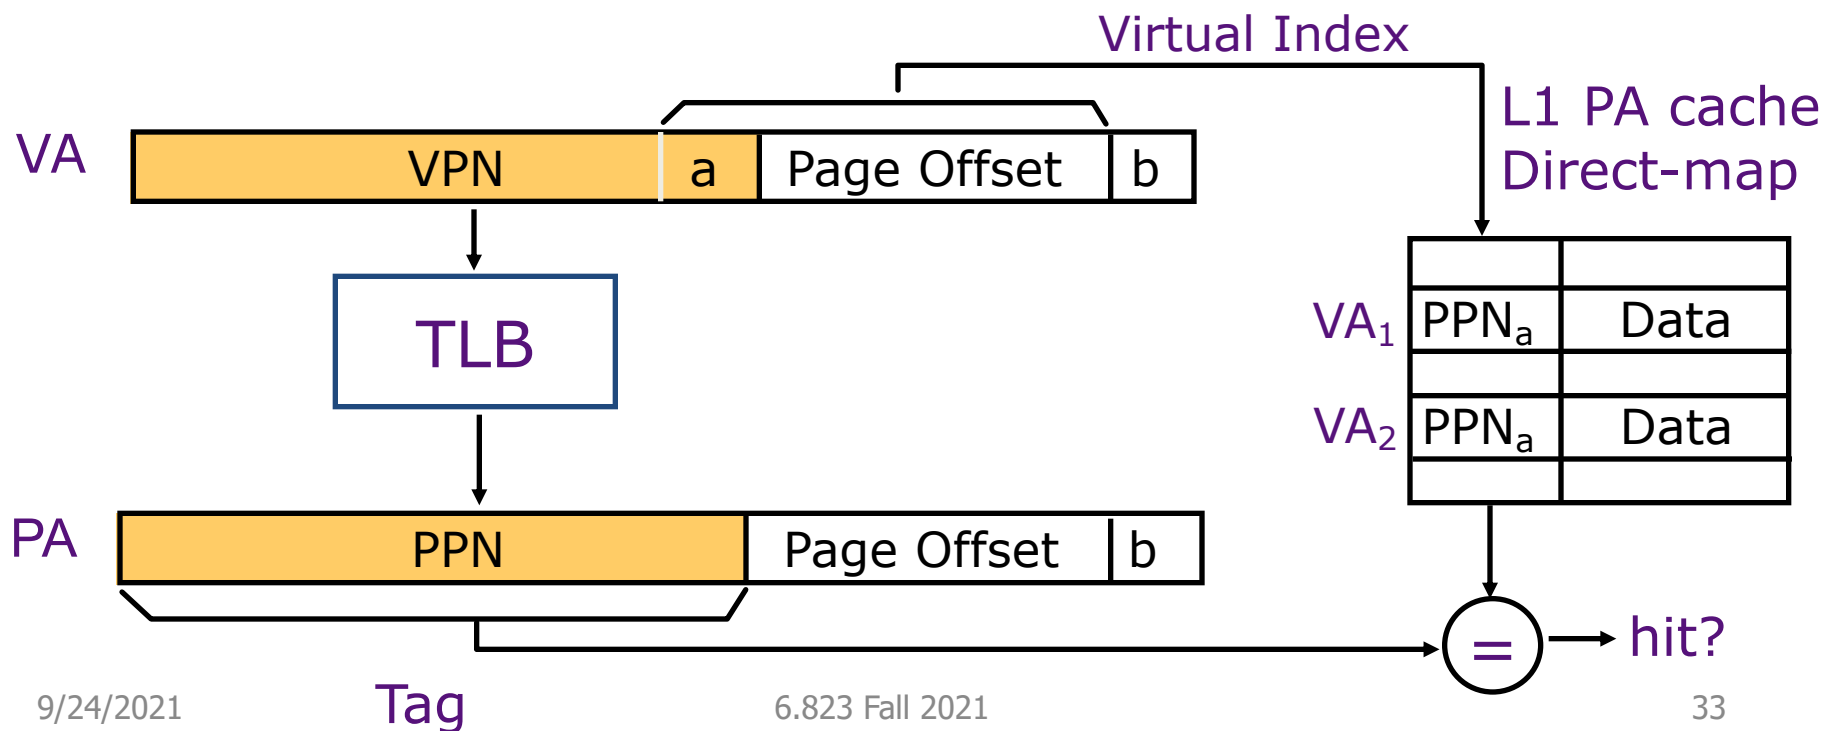 Virtual Index
VA
VPN a Page Offset b
L1 PA cache
Direct-map
TLB
VA₁ PPNₐ Data
VA₂ PPNₐ Data
PA
PPN Page Offset b
= hit?
Tag
9/24/2021 6.823 Fall 2021 33